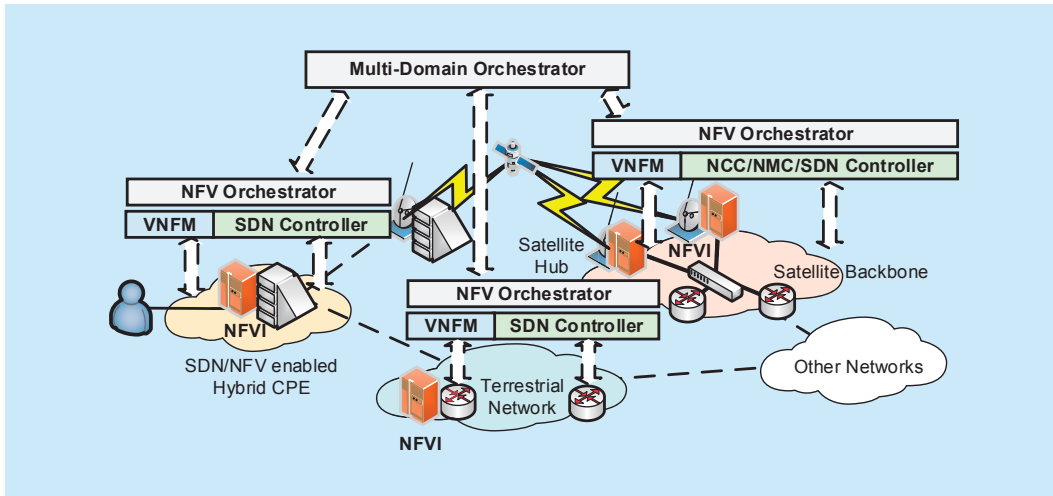 Multi-Domain Orchestrator
NFV Orchestrator
VNFM
NCC/NMC/SDN Controller
NFV Orchestrator
VNFM
SDN Controller
Satellite
Hub
NFVI
Satellite Backbone
NFV Orchestrator
VNFM
SDN Controller
NFVI
SDN/NFV enabled
Hybrid CPE
Terrestrial
Network
Other Networks
NFVI